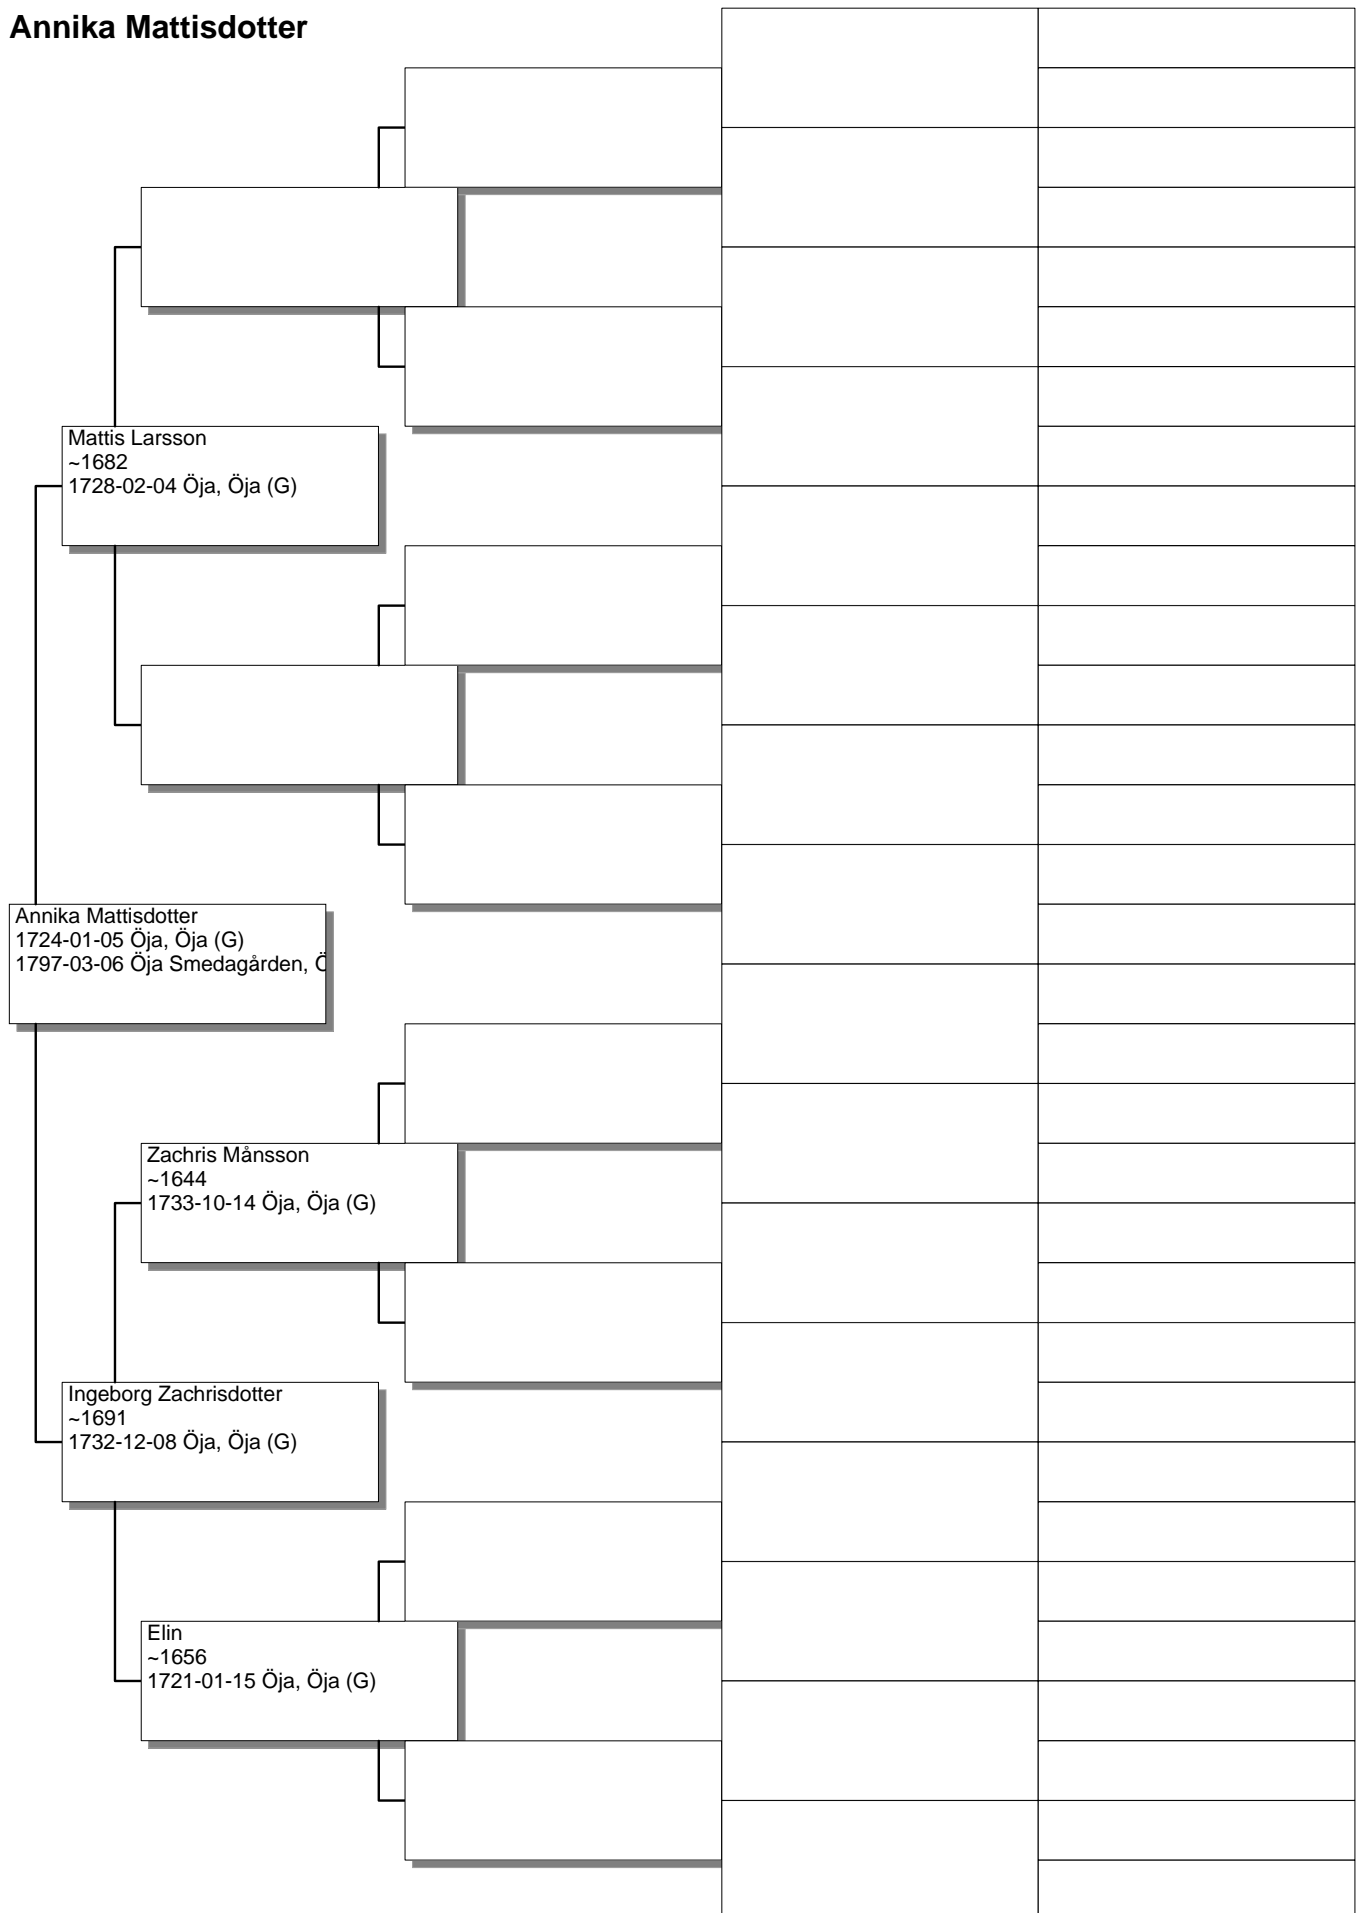 Annika Mattisdotter
Mattis Larsson
~1682
1728-02-04 Öja, Öja (G)
Annika Mattisdotter
1724-01-05 Öja, Öja (G)
1797-03-06 Öja Smedagården,
Zachris Månsson
~1644
1733-10-14 Öja, Öja (G)
Ingeborg Zachrisdotter
~1691
1732-12-08 Öja, Öja (G)
Elin
~1656
1721-01-15 Öja, Öja (G)